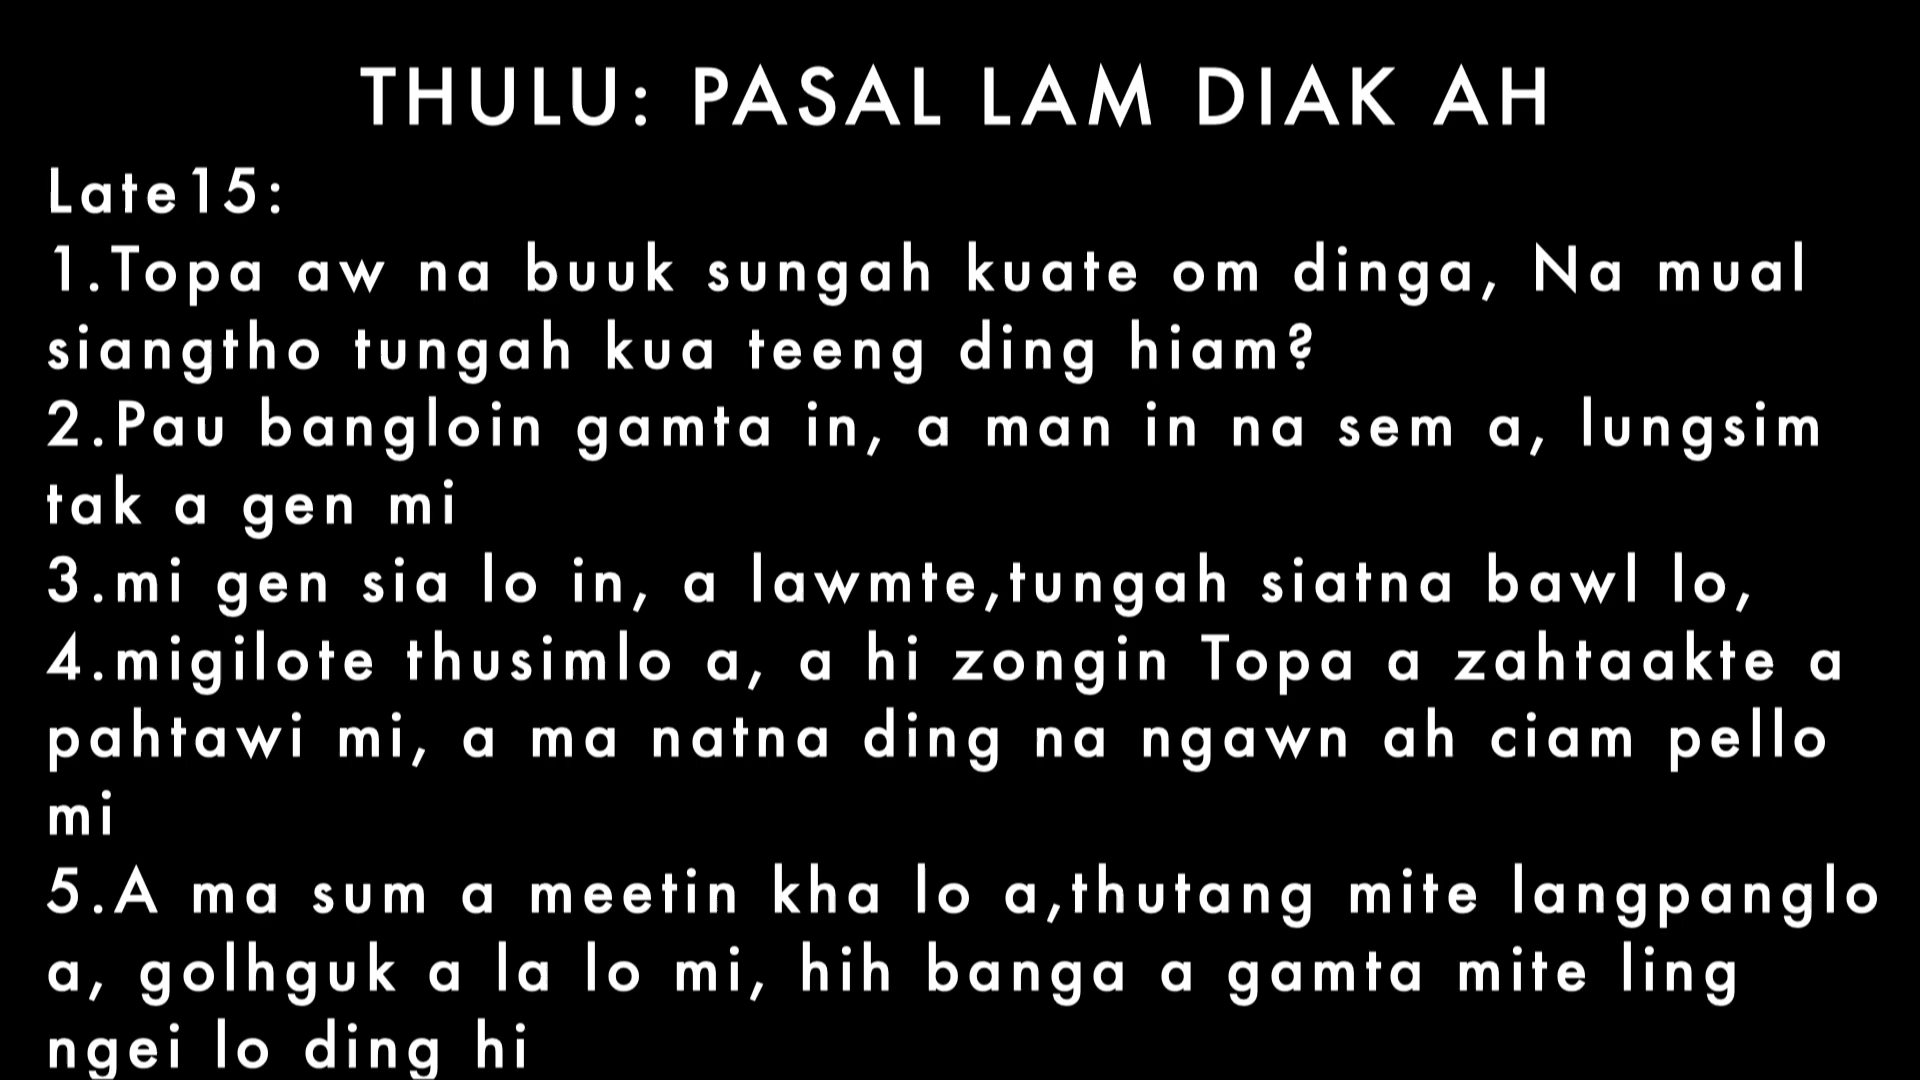 THULU: PASAL LAM DIAK AH
Late15:
1.Topa aw na buuk sungah kuate om dinga, Na mual
siangtho tungah kua teeng ding hiam?
2.Pau bangloin gamta in, a man in na sem a, lungsim
tak a gen mi
3.mi gen sia lo in, a lawmte,tungah siatna bawl lo,
4.migilote thusimlo a, a hi zongin Topa a zahtaakte a
pahtawi mi, a ma natna ding na ngawn ah ciam pello
mi
5.A ma sum a meetin kha lo a,thutang mite langpanglo
a, golhguk a la lo mi, hih banga a gamta mite ling
ngei lo ding hi